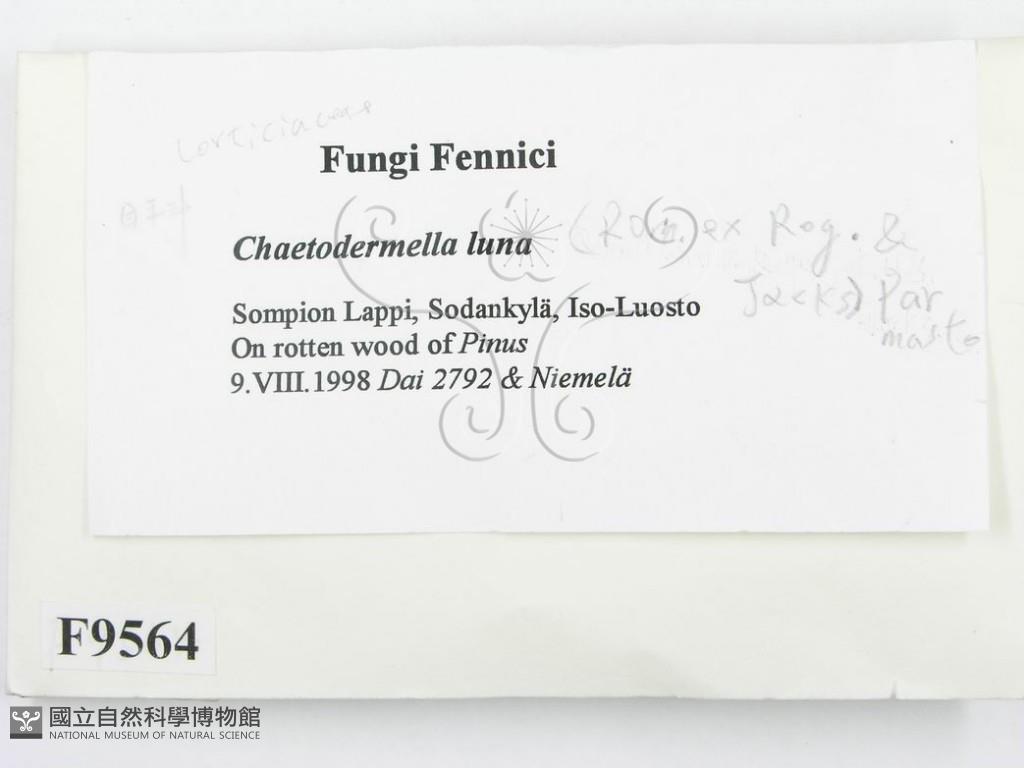 Corticiaceae
Fungi Fennici
Chaetodermella luna (Rom. ex Rog. &
Jacks) Par
masto
Sompion Lappi, Sodankylä, Iso-Luosto
On rotten wood of Pinus
9.VIII.1998 Dai 2792 & Niemelä
F9564
國立自然科學博物館
NATIONAL MUSEUM OF NATURAL SCIENCE